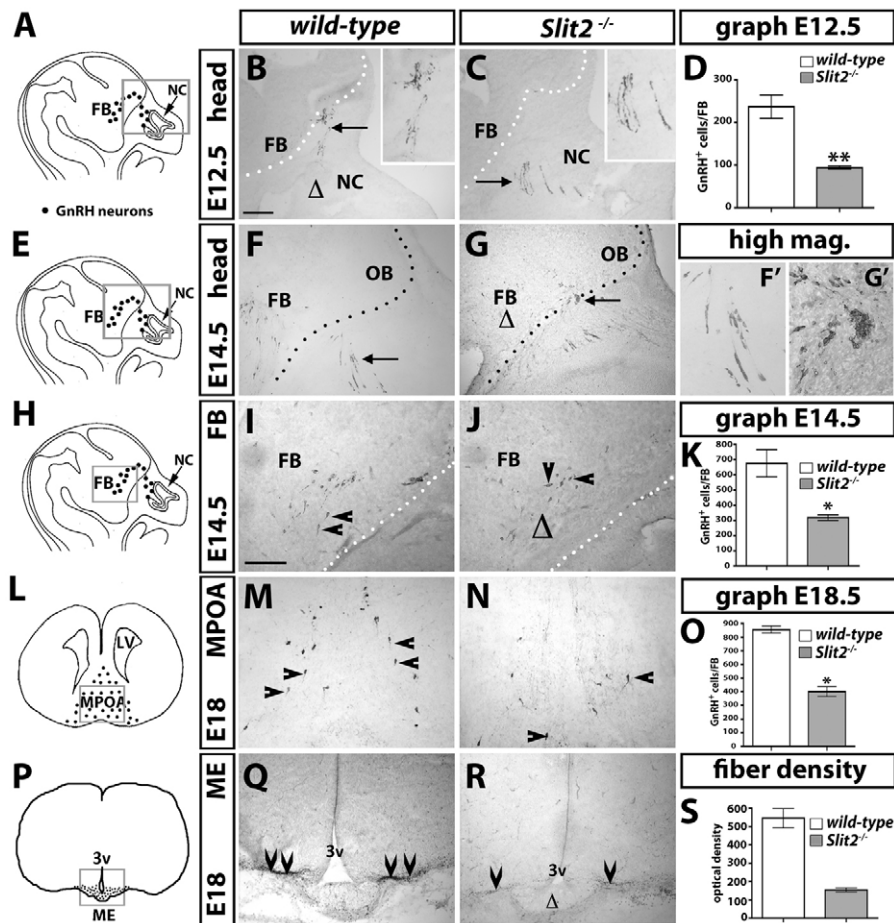 wild-type
Slit2 -/-
graph E12.5
A
NC
FB
GnRH neurons
E12.5 head
B
FB
NC
Δ
C
FB
NC
D
wild-type
Slit2-/-
300
200
100
0
GnRH+ cells/FB
**
E
NC
FB
E14.5 head
F
OB
FB
G
OB
FB
Δ
high mag.
F'
G'
H
NC
FB
E14.5 FB
I
FB
J
FB
Δ
graph E14.5
K
wild-type
Slit2-/-
800
700
600
500
400
300
200
100
0
GnRH+ cells/FB
*
L
LV
MPOA
E18 MPOA
M
N
graph E18.5
O
wild-type
Slit2-/-
900
800
700
600
500
400
300
200
100
0
GnRH+ cells/FB
*
P
3v
ME
E18 ME
Q
3v
R
3v
Δ
fiber density
S
wild-type
Slit2-/-
600
500
400
300
200
100
0
optical density